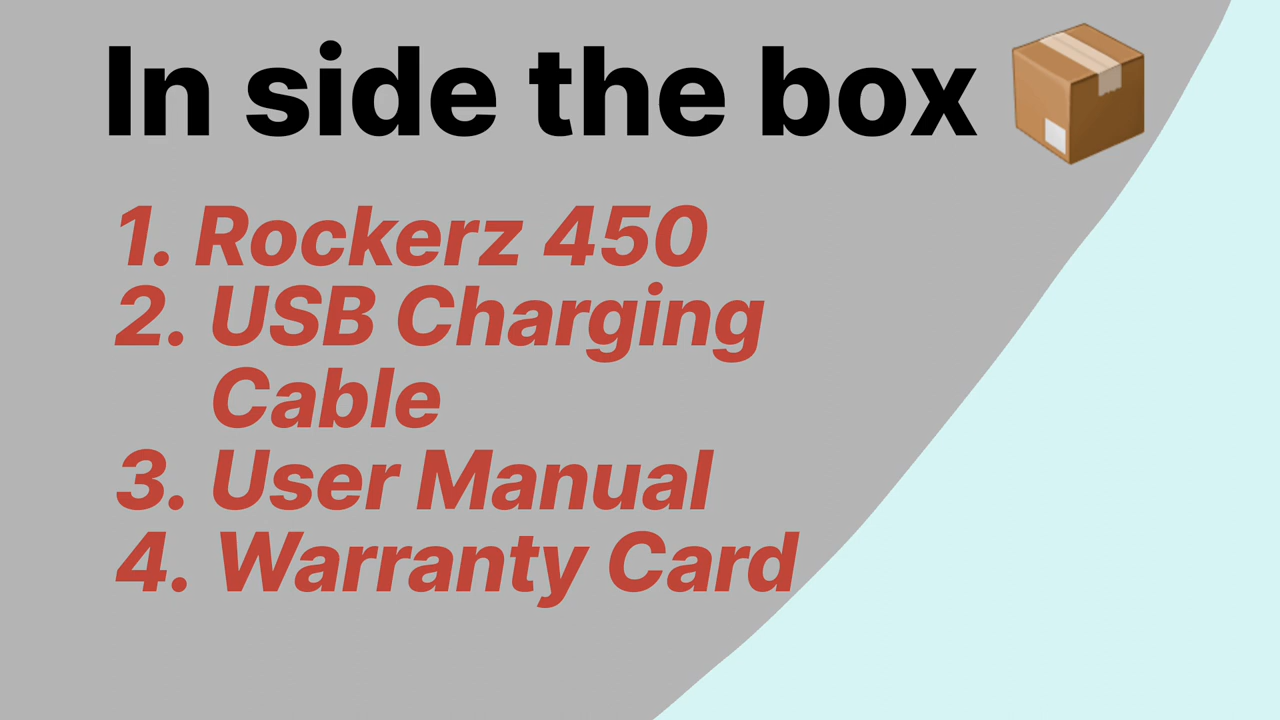 In side the box 📦
1. Rockerz 450
2. USB Charging
Cable
3. User Manual
4. Warranty Card